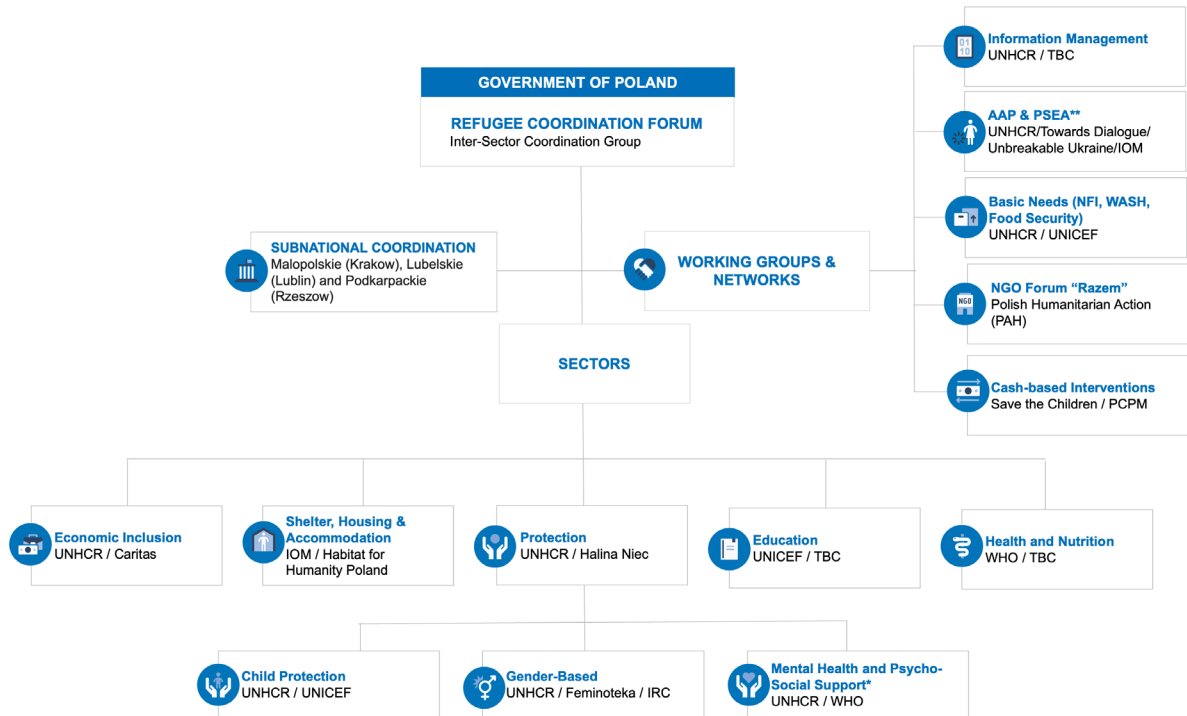 GOVERNMENT OF POLAND
REFUGEE COORDINATION FORUM
Inter-Sector Coordination Group
SUBNATIONAL COORDINATION
Malopolskie (Krakow), Lubelskie
(Lublin) and Podkarpackie
(Rzeszow)
WORKING GROUPS &
NETWORKS
01
10
Information Management
UNHCR / TBC
AAP & PSEA**
UNHCR/Towards Dialogue/
Unbreakable Ukraine/IOM
Basic Needs (NFI, WASH,
Food Security)
UNHCR / UNICEF
NGO
NGO Forum “Razem”
Polish Humanitarian Action
(PAH)
Cash-based Interventions
Save the Children / PCPM
SECTORS
Economic Inclusion
UNHCR / Caritas
Shelter, Housing &
Accommodation
IOM / Habitat for
Humanity Poland
Protection
UNHCR / Halina Niec
Education
UNICEF / TBC
Health and Nutrition
WHO / TBC
Child Protection
UNHCR / UNICEF
Gender-Based
UNHCR / Feminoteka / IRC
Mental Health and Psycho-
Social Support*
UNHCR / WHO